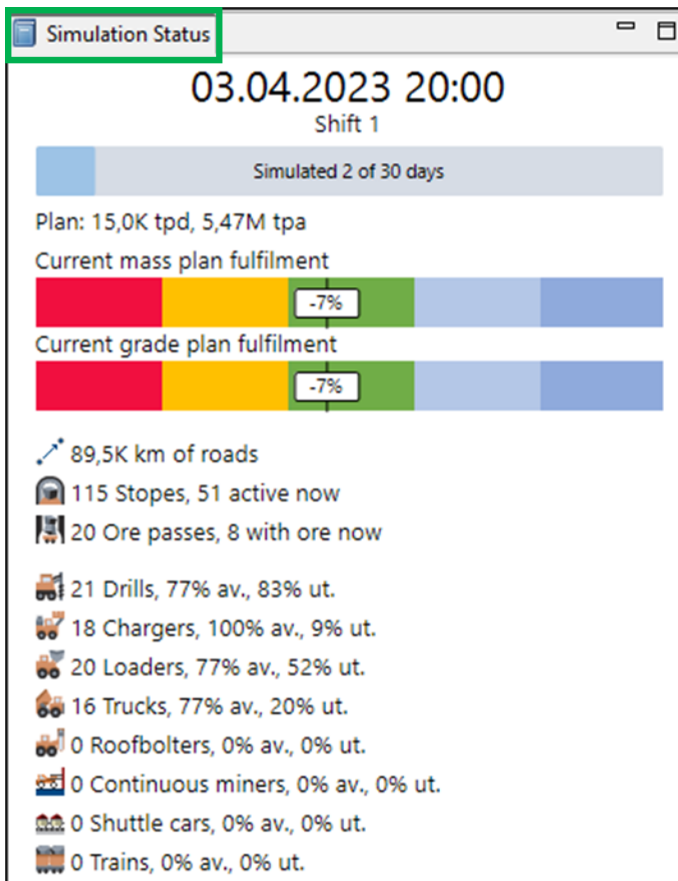 Simulation Status
03.04.2023 20:00
Shift 1
Simulated 2 of 30 days
Plan: 15,0K tpd, 5,47M tpa
Current mass plan fulfilment
-7%
Current grade plan fulfilment
-7%
89,5K km of roads
115 Stopes, 51 active now
20 Ore passes, 8 with ore now
21 Drills, 77% av., 83% ut.
18 Chargers, 100% av., 9% ut.
20 Loaders, 77% av., 52% ut.
16 Trucks, 77% av., 20% ut.
0 Roofbolters, 0% av., 0% ut.
0 Continuous miners, 0% av., 0% ut.
0 Shuttle cars, 0% av., 0% ut.
0 Trains, 0% av., 0% ut.